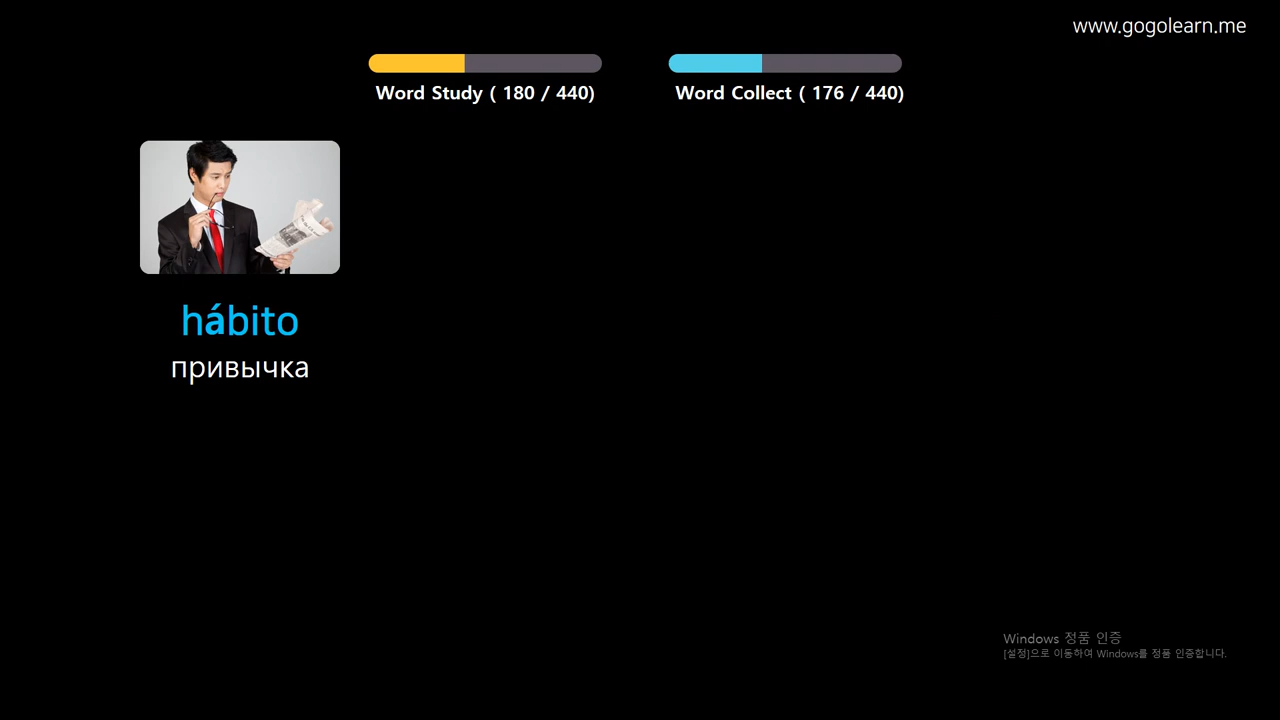 www.gogolearn.me
Word Study ( 180 / 440)
Word Collect ( 176 / 440)
hábito
привычка
Windows 정품 인증
[설정]으로 이동하여 Windows를 정품 인증합니다.